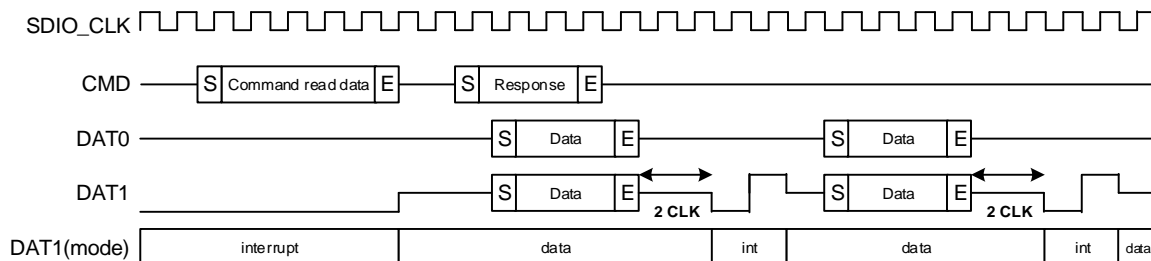 SDIO_CLK
CMD S Command read data E S Response E
DAT0 S Data E S Data E
DAT1 S Data E S Data E
2 CLK 2 CLK
DAT1(mode) interrupt data int data int data